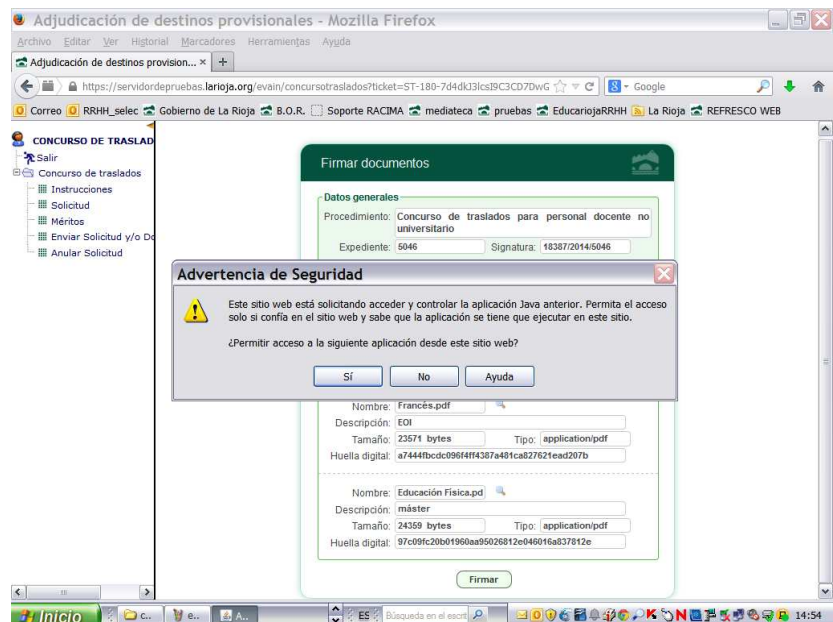 Adjudicación de destinos provisionales - Mozilla Firefox
Archivo Editar Ver Historial Marcadores Herramientas Ayuda
Adjudicación de destinos provision... × +
https://servidordepruebas.larioja.org/evain/concursotraslados?ticket=ST-180-7d4dkJ3lcsI9C3CD7DwG
Google
Correo RRHH_selec Gobierno de La Rioja B.O.R. Soporte RACIMA mediateca pruebas EducariojaRRHH La Rioja REFRESCO WEB
CONCURSO DE TRASLAD
Salir
Concurso de traslados
Instrucciones
Solicitud
Méritos
Enviar Solicitud y/o Do
Anular Solicitud
Firmar documentos
Datos generales
Procedimiento: Concurso de traslados para personal docente no
universitario
Expediente: 5046 Signatura: 18387/2014/5046
Advertencia de Seguridad
Este sitio web está solicitando acceder y controlar la aplicación Java anterior. Permita el acceso
solo si confía en el sitio web y sabe que la aplicación se tiene que ejecutar en este sitio.
¿Permitir acceso a la siguiente aplicación desde este sitio web?
Sí No Ayuda
Nombre: Francés.pdf
Descripción: EOI
Tamaño: 23571 bytes Tipo: application/pdf
Huella digital: a7444fbcdc096f4ff4387a481ca827621ead207b
Nombre: Educación Física.pd
Descripción: máster
Tamaño: 24359 bytes Tipo: application/pdf
Huella digital: 97c09fc20b01960aa95026812e046016a837812e
Firmar
Inicio C.. e.. A.. ES Búsqueda en el escrit 14:54